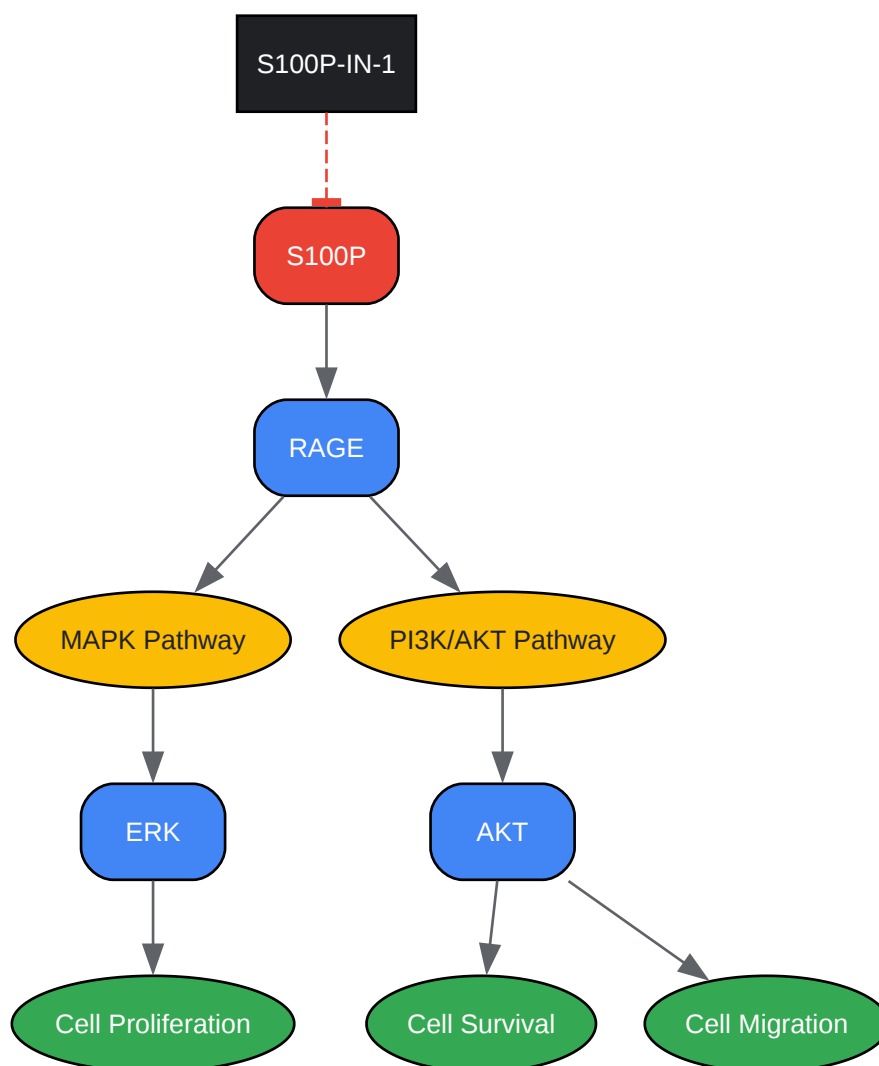 S100P-IN-1
S100P
RAGE
MAPK Pathway
PI3K/AKT Pathway
ERK
AKT
Cell Proliferation
Cell Survival
Cell Migration